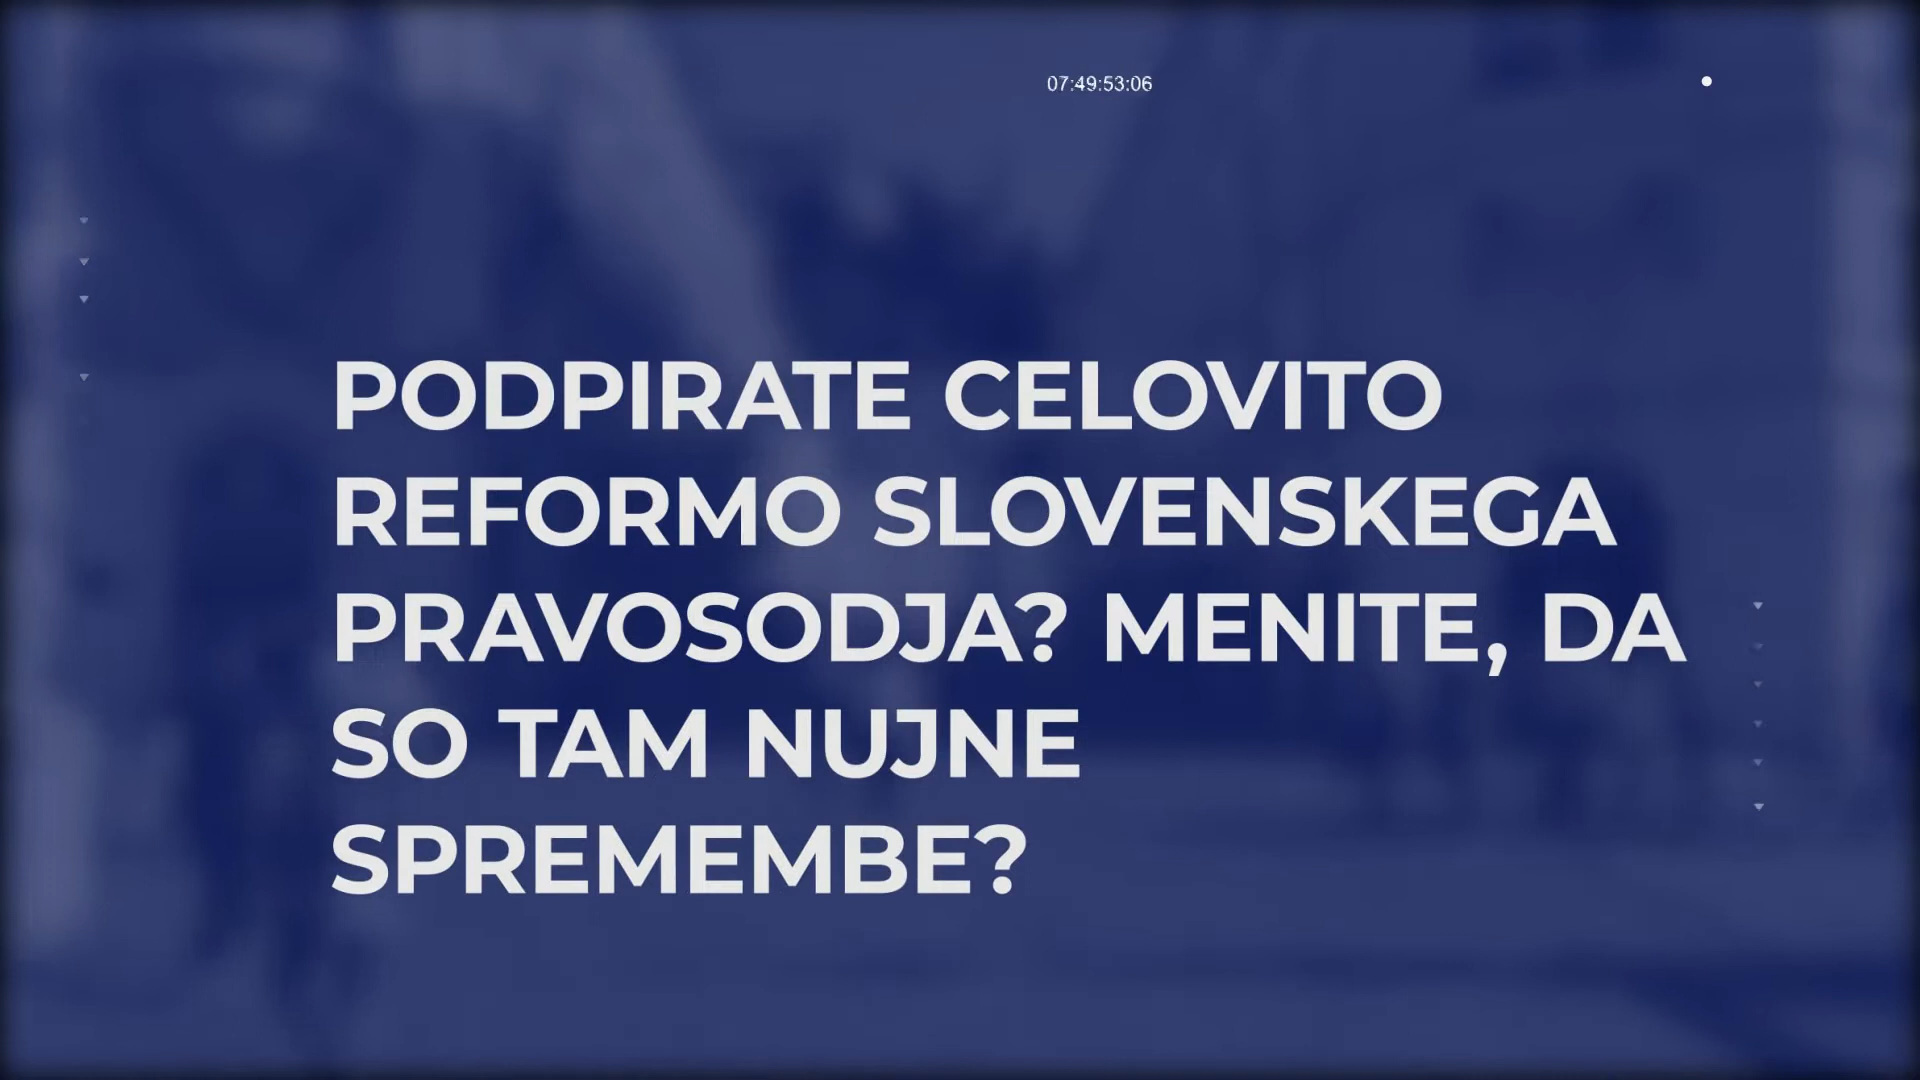 07:49:53:06
PODPIRATE CELOVITO
REFORMO SLOVENSKEGA
PRAVOSODJA? MENITE, DA
SO TAM NUJNE
SPREMEMBE?